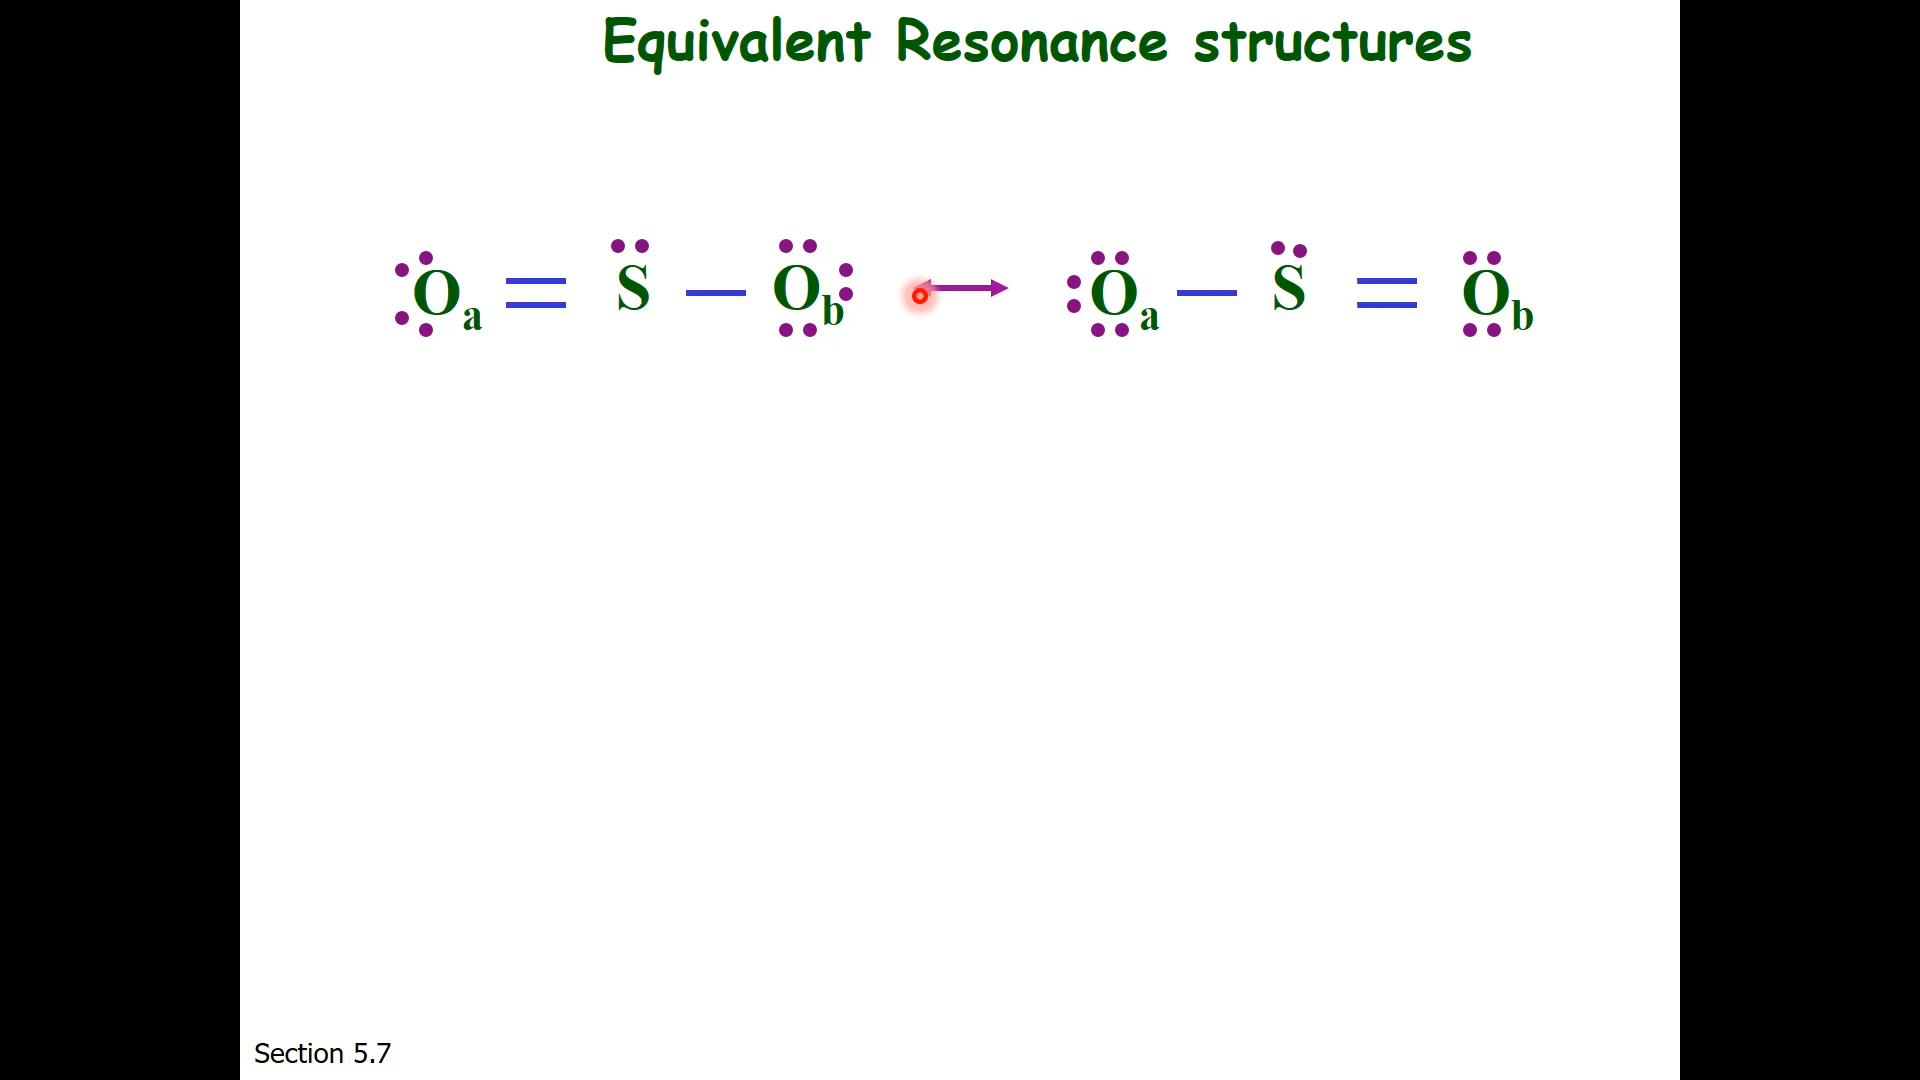 Equivalent Resonance structures
Oa = S — Ob ↔ Oa — S = Ob
Section 5.7